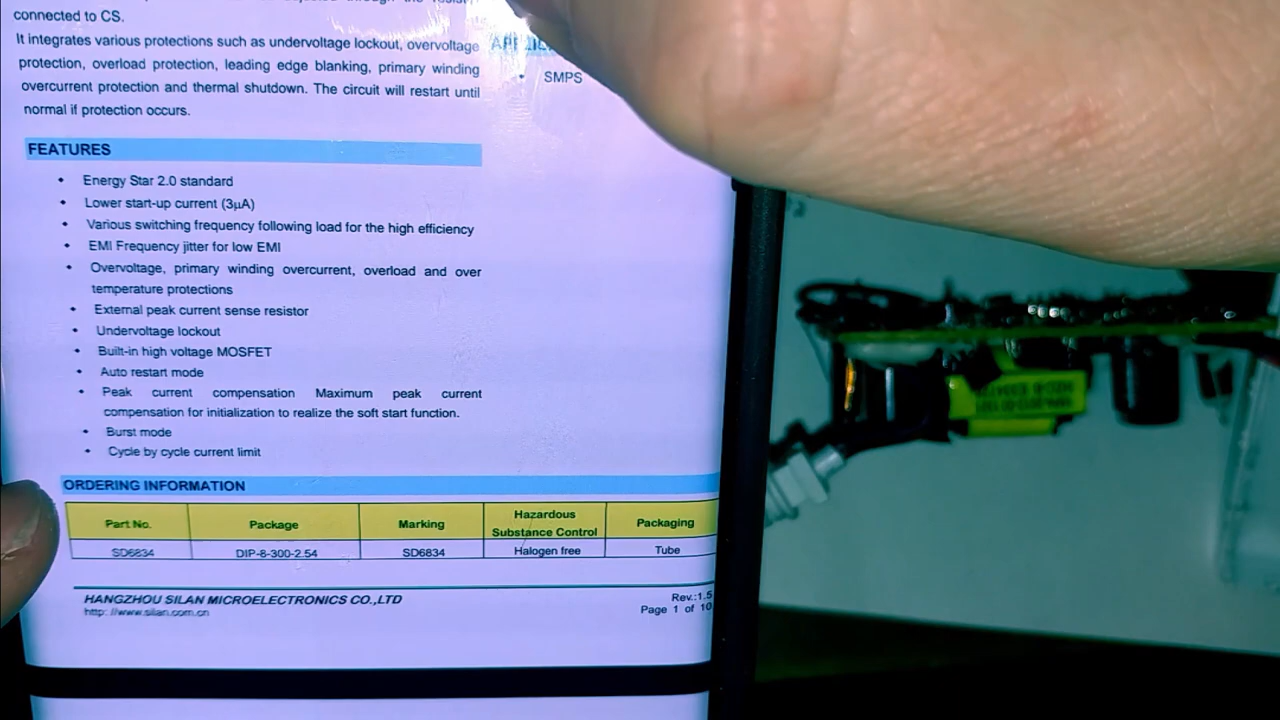 connected to CS.
It integrates various protections such as undervoltage lockout, overvoltage
protection, overload protection, leading edge blanking, primary winding
overcurrent protection and thermal shutdown. The circuit will restart until
normal if protection occurs.
SMPS
FEATURES
Energy Star 2.0 standard
Lower start-up current (3μA)
Various switching frequency following load for the high efficiency
EMI Frequency jitter for low EMI
Overvoltage, primary winding overcurrent, overload and over
temperature protections
External peak current sense resistor
Undervoltage lockout
Built-in high voltage MOSFET
Auto restart mode
Peak current compensation Maximum peak current
compensation for initialization to realize the soft start function.
Burst mode
Cycle by cycle current limit
ORDERING INFORMATION
Part No. Package Marking Hazardous Substance Control Packaging
SD6834 DIP-8-300-2.54 SD6834 Halogen free Tube
HANGZHOU SILAN MICROELECTRONICS CO.,LTD Rev.:1.5
http://www.silan.com.cn Page 1 of 10